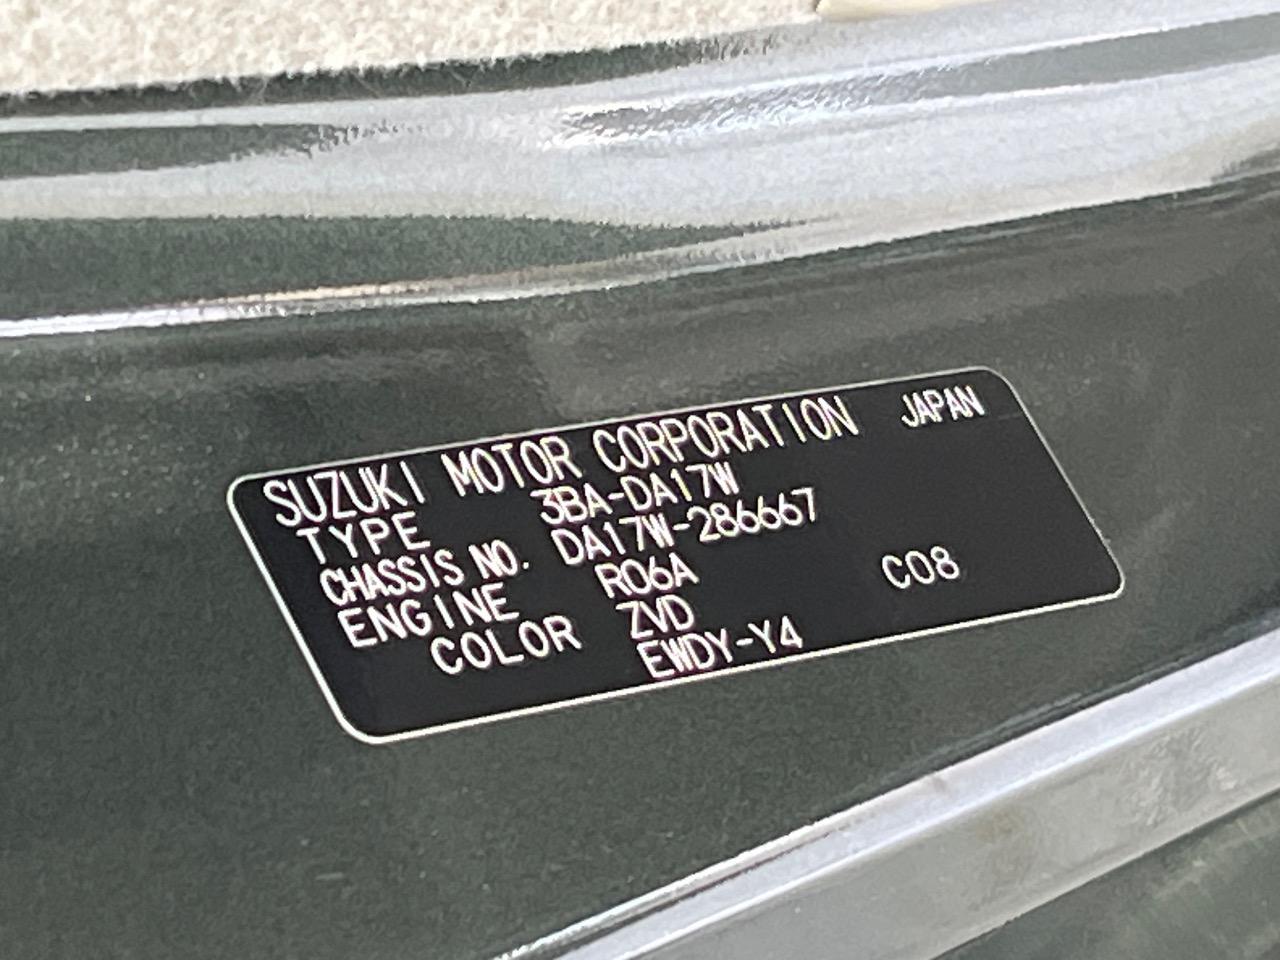 SUZUKI MOTOR CORPORATION JAPAN
TYPE 3BA-DA17W
CHASSIS NO. DA17W-286667
ENGINE R06A
COLOR ZVD C08
EWDY-Y4